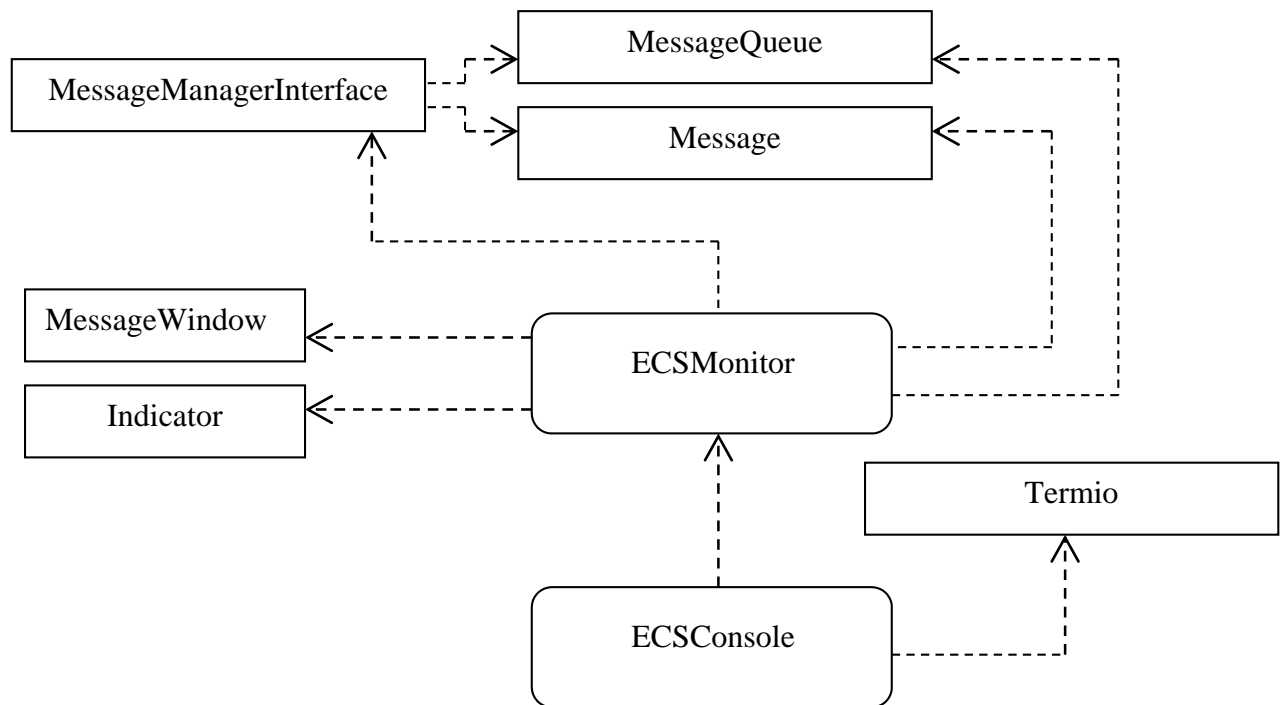 MessageQueue
MessageManagerInterface
Message
MessageWindow
ECSMonitor
Indicator
Termio
ECSConsole